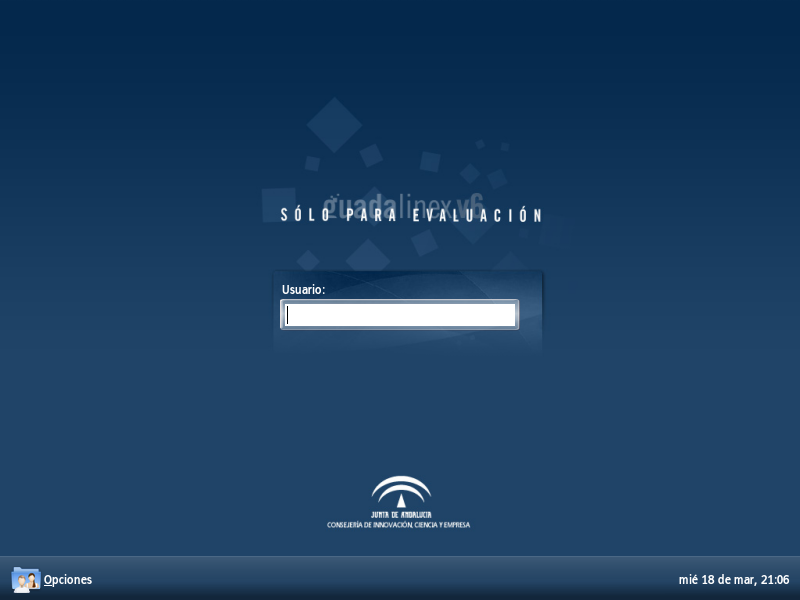 guadalinex v6
SÓLO PARA EVALUACIÓN
Usuario:
JUNTA DE ANDALUCIA
CONSEJERÍA DE INNOVACIÓN, CIENCIA Y EMPRESA
Opciones
mié 18 de mar, 21:06